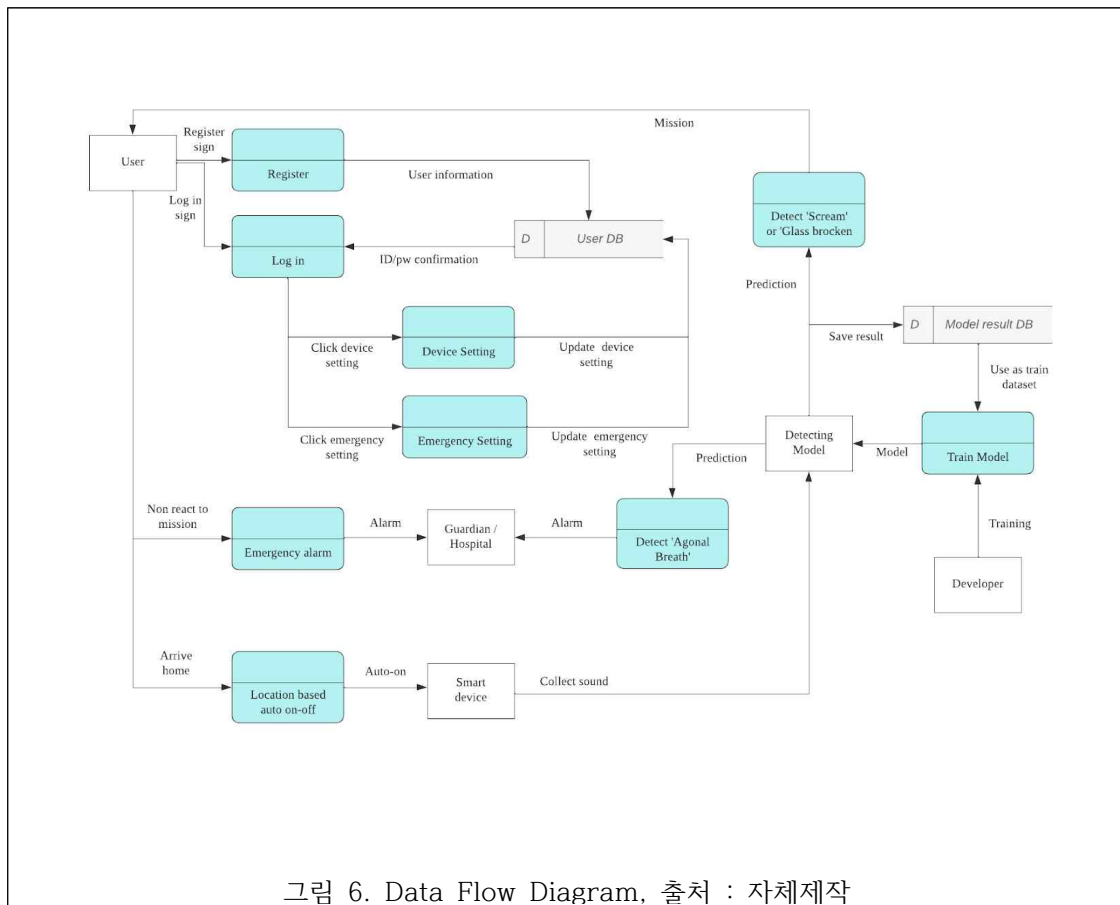 Mission
Register
sign
User
Register
User information
Log in
sign
Detect 'Scream'
or 'Glass brocken
D
User DB
Log in
ID/pw confirmation
Prediction
D
Model result DB
Save result
Click device
setting
Device Setting
Update device
setting
Use as train
dataset
Click emergency
setting
Emergency Setting
Update emergency
setting
Detecting
Model
Model
Train Model
Prediction
Non react to
mission
Emergency alarm
Alarm
Guardian /
Hospital
Alarm
Detect 'Agonal
Breath'
Training
Developer
Arrive
home
Location based
auto on-off
Auto-on
Smart
device
Collect sound
그림 6. Data Flow Diagram, 출처 : 자체제작